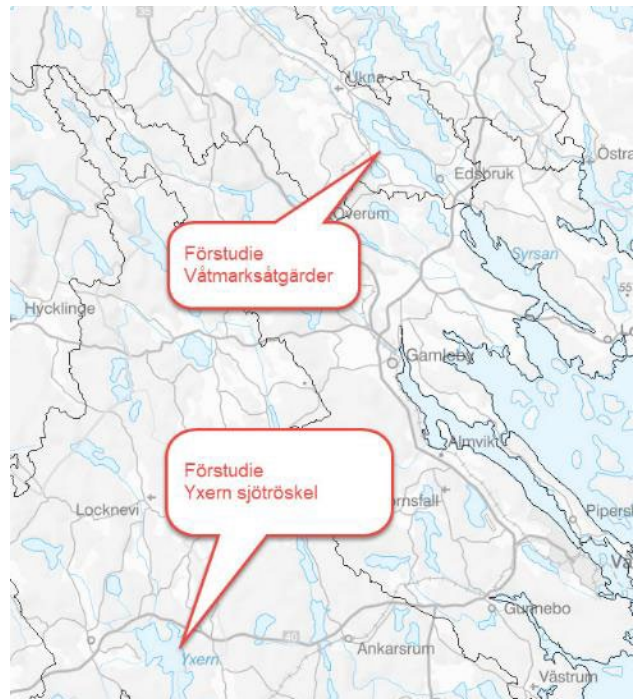 Ukna
Östra
Edsbruk
Överum
Förstudie
Våtmarksåtgärder
Syrsan
Hycklinge
Gamleby
Almvik
Förstudie
Yxern sjötröskel
Locknevi
Pipers
Gunnebo
40
Yxern
Ankarsrum
Västrum